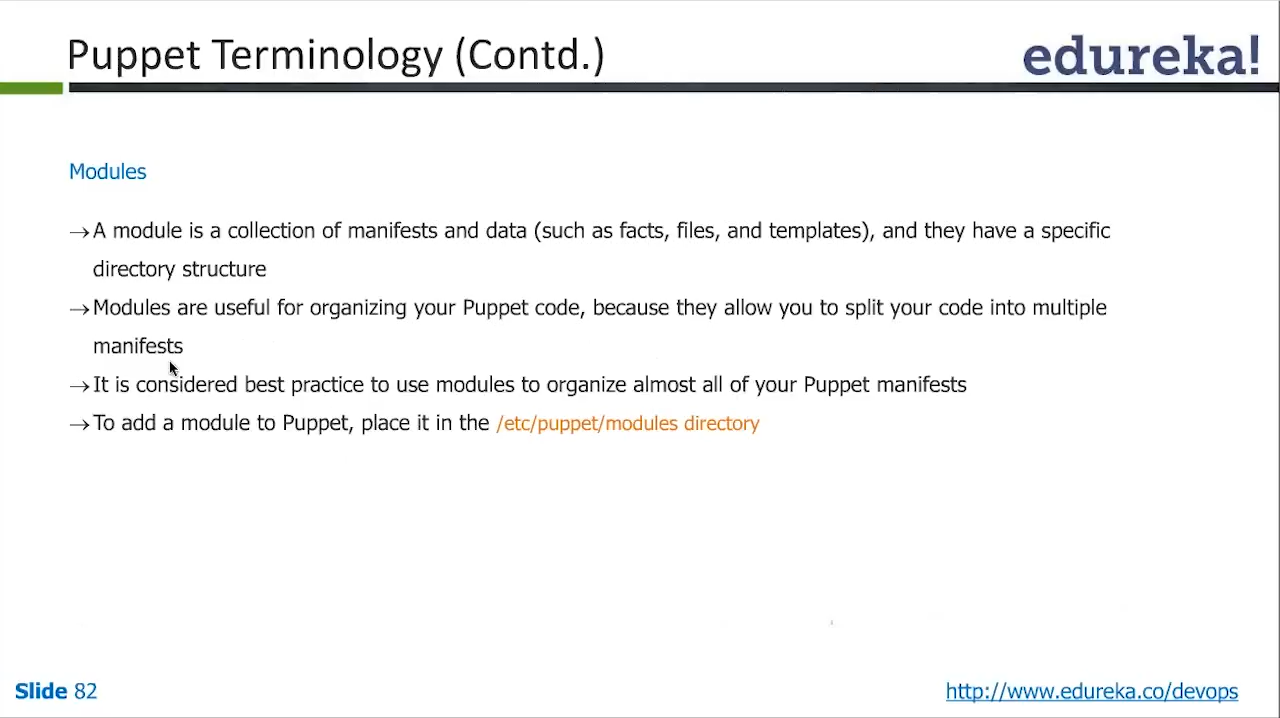 Puppet Terminology (Contd.)
edureka!
Modules
→A module is a collection of manifests and data (such as facts, files, and templates), and they have a specific
directory structure
→Modules are useful for organizing your Puppet code, because they allow you to split your code into multiple
manifests
→It is considered best practice to use modules to organize almost all of your Puppet manifests
→To add a module to Puppet, place it in the /etc/puppet/modules directory
Slide 82
http://www.edureka.co/devops